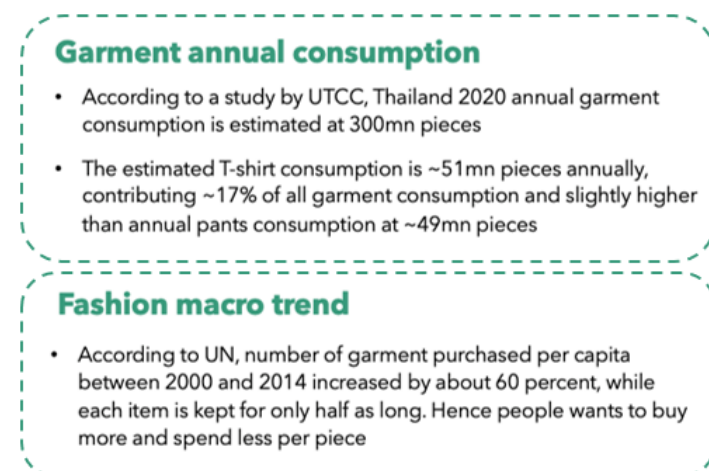 Garment annual consumption
• According to a study by UTCC, Thailand 2020 annual garment
consumption is estimated at 300mn pieces
• The estimated T-shirt consumption is ~51mn pieces annually,
contributing ~17% of all garment consumption and slightly higher
than annual pants consumption at ~49mn pieces
Fashion macro trend
• According to UN, number of garment purchased per capita
between 2000 and 2014 increased by about 60 percent, while
each item is kept for only half as long. Hence people wants to buy
more and spend less per piece